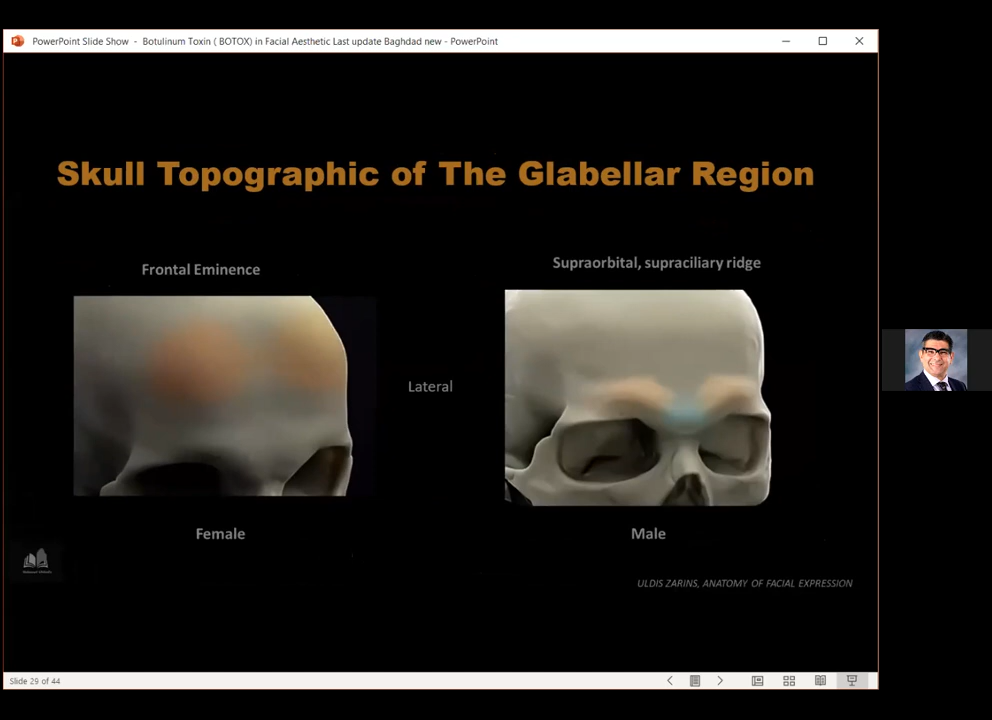 PowerPoint Slide Show - Botulinum Toxin ( BOTOX) in Facial Aesthetic Last update Baghdad new - PowerPoint
Skull Topographic of The Glabellar Region
Frontal Eminence
Supraorbital, supraciliary ridge
Lateral
Female
Male
ULDIS ZARINS, ANATOMY OF FACIAL EXPRESSION
Slide 29 of 44